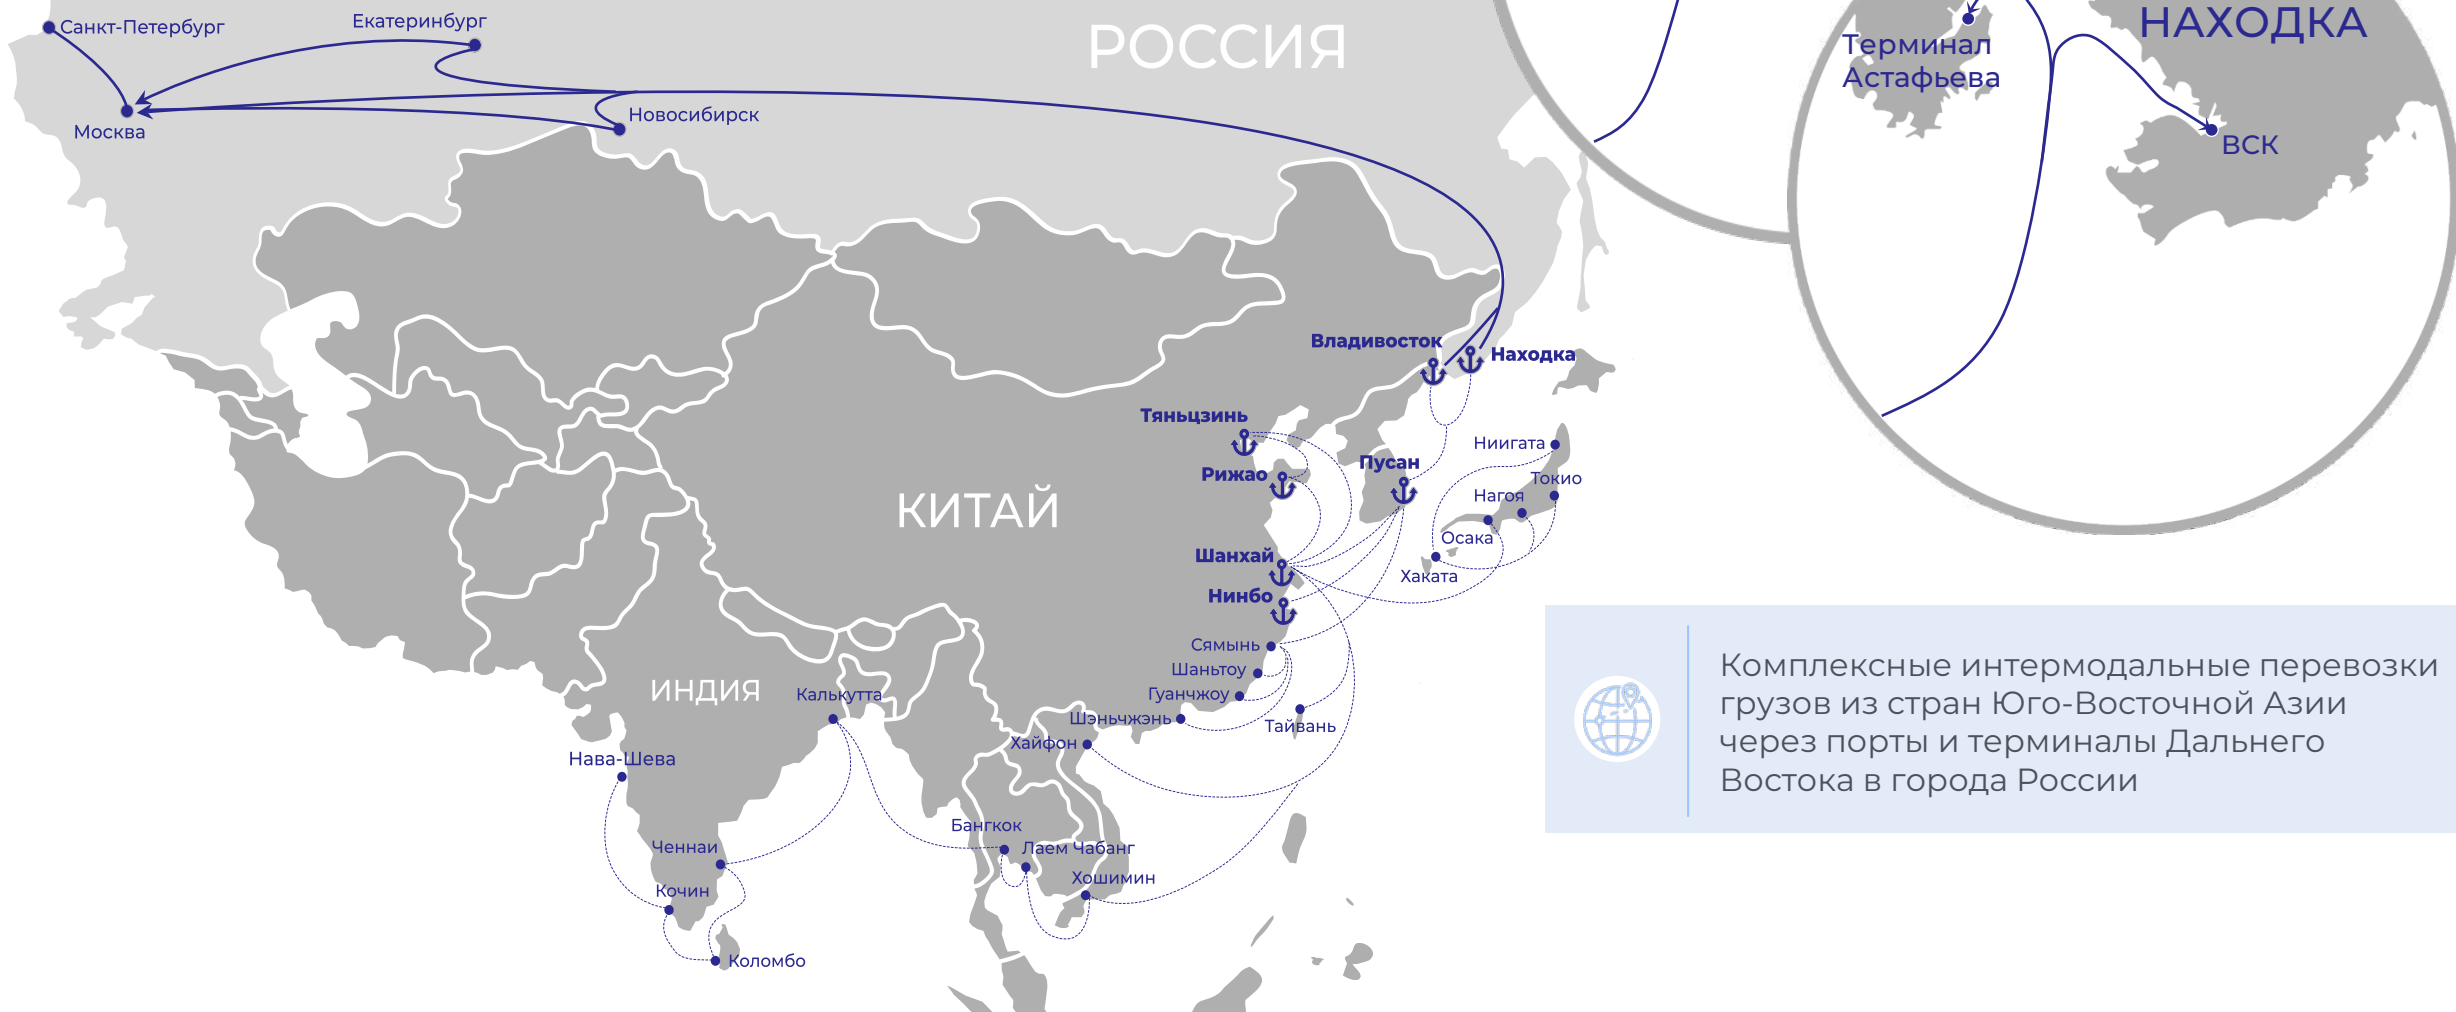 Санкт-Петербург
Екатеринбург
РОССИЯ
Новосибирск
Москва
НАХОДКА
Терминал
Астафьева
ВСК
Владивосток
Находка
Тяньцзинь
Рижао
Пусан
Ниигата
Токио
Нагоя
Осака
Хаката
КИТАЙ
Шанхай
Нинбо
Сямынь
Шаньтоу
Гуанчжоу
Шэньчжэнь
Тайвань
Хайфон
ИНДИЯ
Калькутта
Нава-Шева
Бангкок
Лаем Чабанг
Хошимин
Ченнаи
Кочин
Коломбо
Комплексные интермодальные перевозки
грузов из стран Юго-Восточной Азии
через порты и терминалы Дальнего
Востока в города России